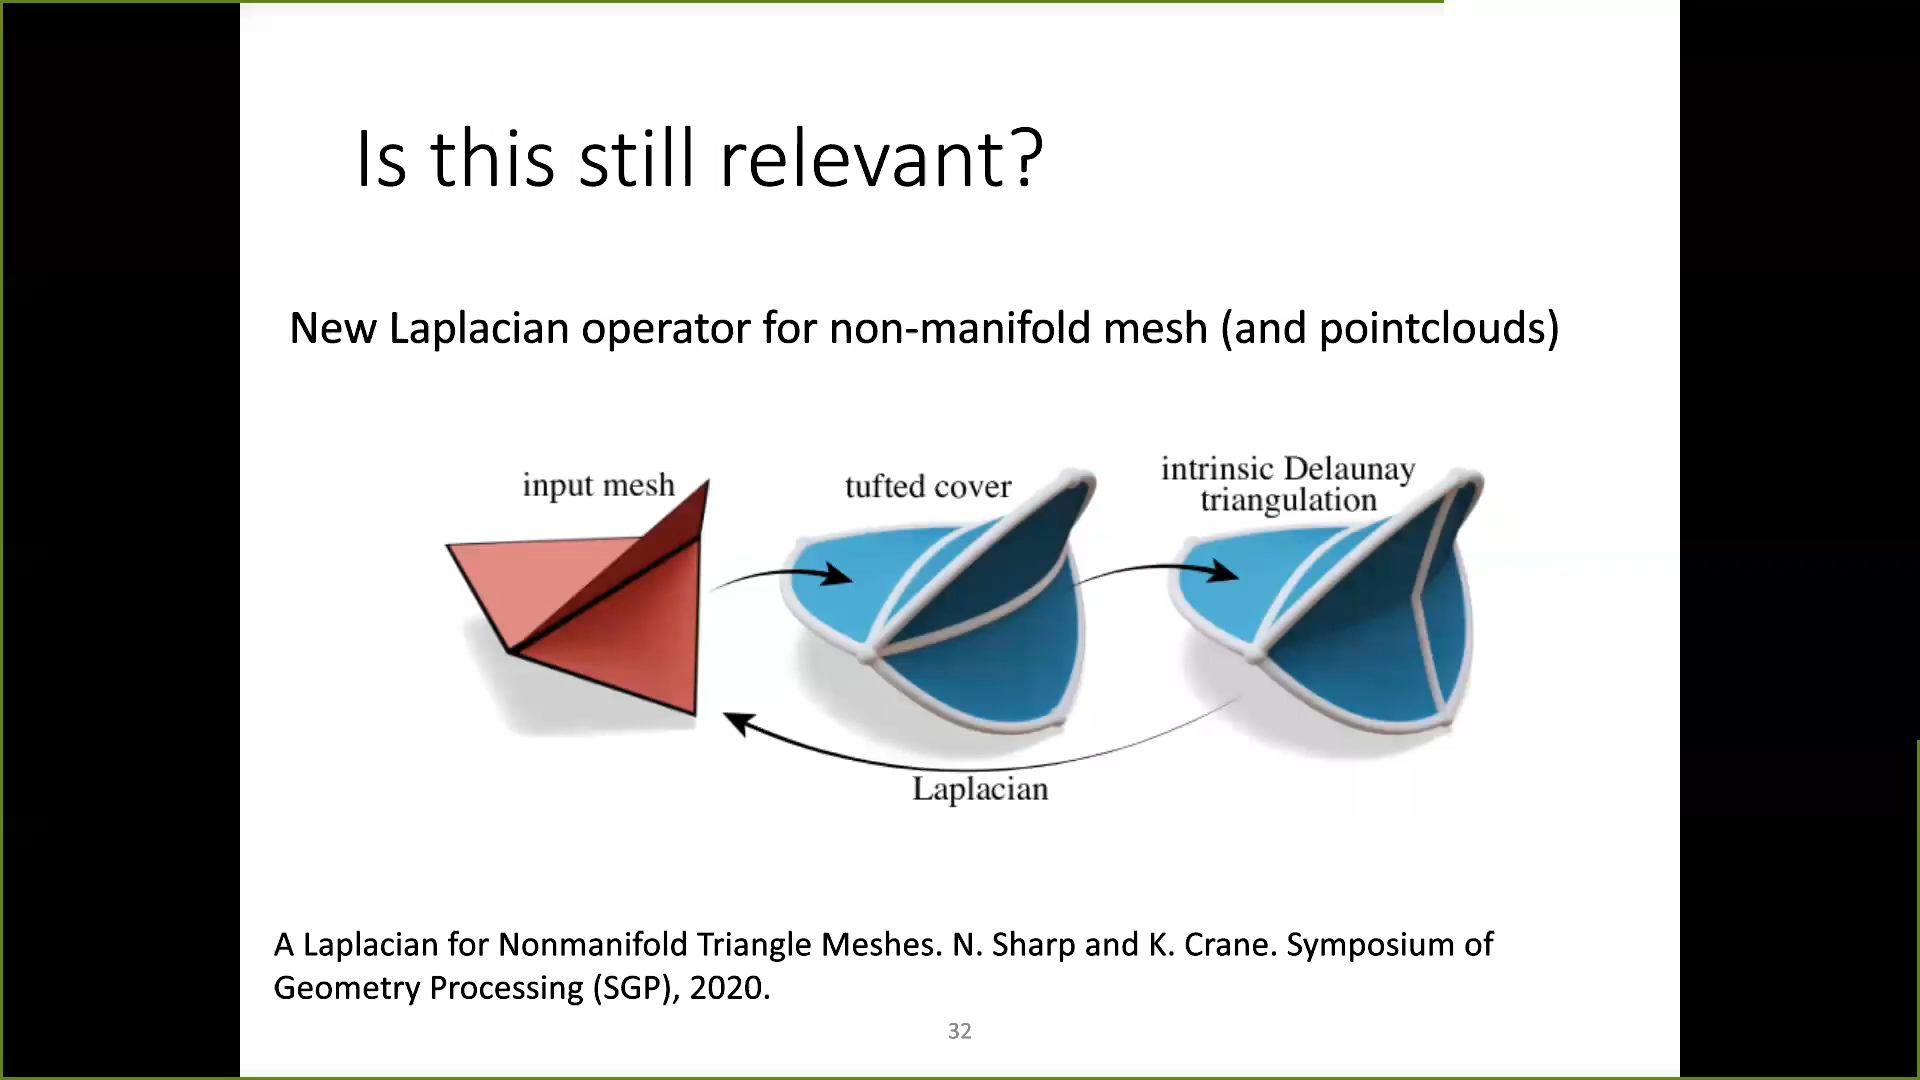 Is this still relevant?
New Laplacian operator for non-manifold mesh (and pointclouds)
input mesh
tufted cover
intrinsic Delaunay
triangulation
Laplacian
A Laplacian for Nonmanifold Triangle Meshes. N. Sharp and K. Crane. Symposium of
Geometry Processing (SGP), 2020.
32